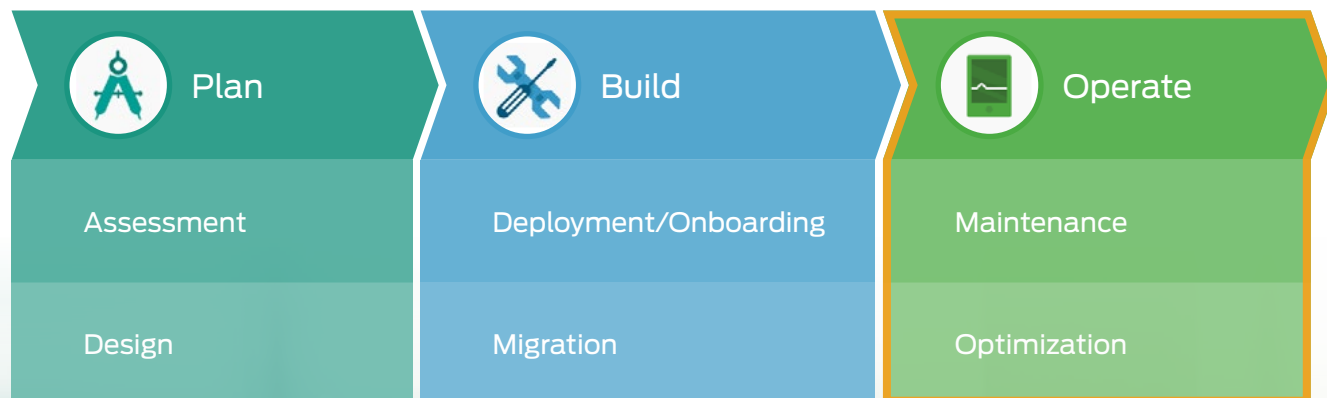 Plan
Build
Operate
Assessment
Deployment/Onboarding
Maintenance
Design
Migration
Optimization